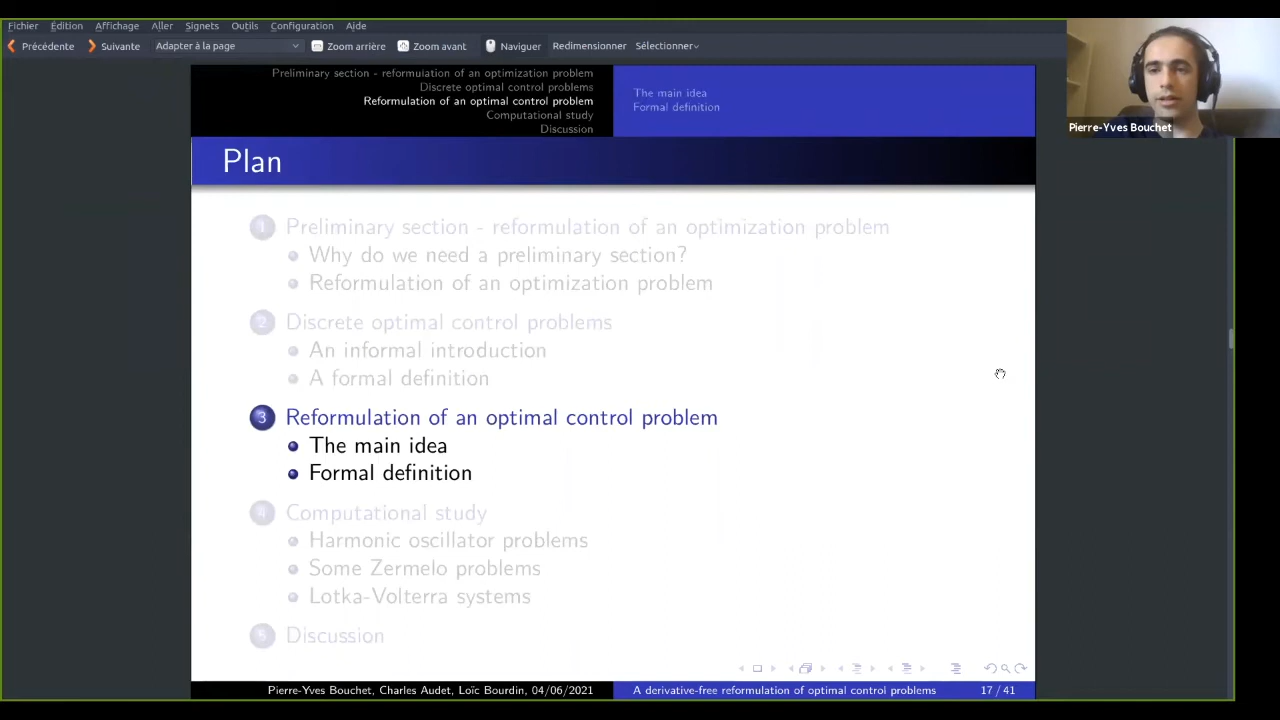 Fichier Édition Affichage Aller Signets Outils Configuration Aide
Précédente Suivante Adapter à la page Zoom arrière Zoom avant Naviguer Redimensionner Sélectionner
Preliminary section - reformulation of an optimization problem
Discrete optimal control problems
Reformulation of an optimal control problem
Computational study
Discussion
The main idea
Formal definition
Pierre-Yves Bouchet
Plan
1 Preliminary section - reformulation of an optimization problem
Why do we need a preliminary section?
Reformulation of an optimization problem
2 Discrete optimal control problems
An informal introduction
A formal definition
3 Reformulation of an optimal control problem
The main idea
Formal definition
4 Computational study
Harmonic oscillator problems
Some Zermelo problems
Lotka-Volterra systems
5 Discussion
Pierre-Yves Bouchet, Charles Audet, Loïc Bourdin, 04/06/2021
A derivative-free reformulation of optimal control problems
17 / 41